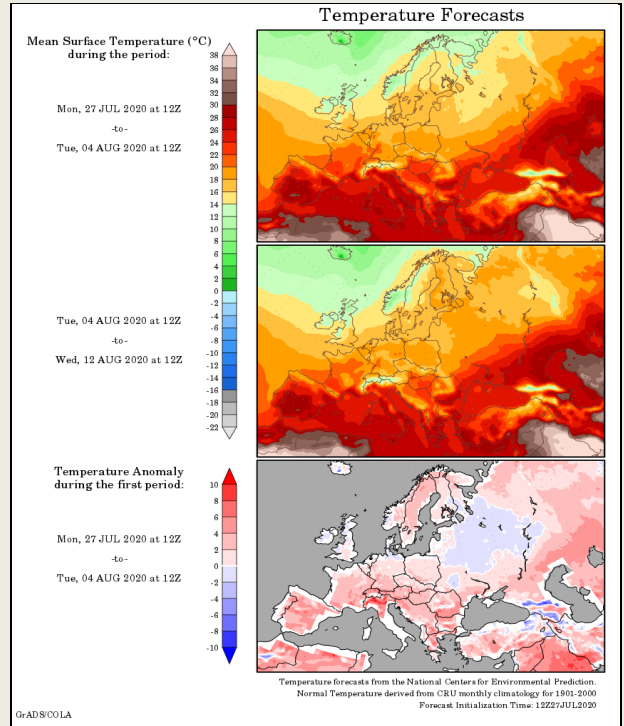 Temperature Forecasts
Mean Surface Temperature (°C)
during the period:
Mon, 27 JUL 2020 at 12Z
-to-
Tue, 04 AUG 2020 at 12Z
38
36
34
32
30
28
26
24
22
20
18
16
14
12
10
8
6
4
2
0
-2
-4
-6
-8
-10
-12
-14
-16
-18
-20
-22
Tue, 04 AUG 2020 at 12Z
-to-
Wed, 12 AUG 2020 at 12Z
Temperature Anomaly
during the first period:
Mon, 27 JUL 2020 at 12Z
-to-
Tue, 04 AUG 2020 at 12Z
10
8
6
4
2
0
-2
-4
-6
-8
-10
Temperature forecasts from the National Centers for Environmental Prediction.
Normal Temperature derived from CRU monthly climatology for 1901-2000
Forecast Initialization Time: 12Z27JUL2020
GrADS/COLA